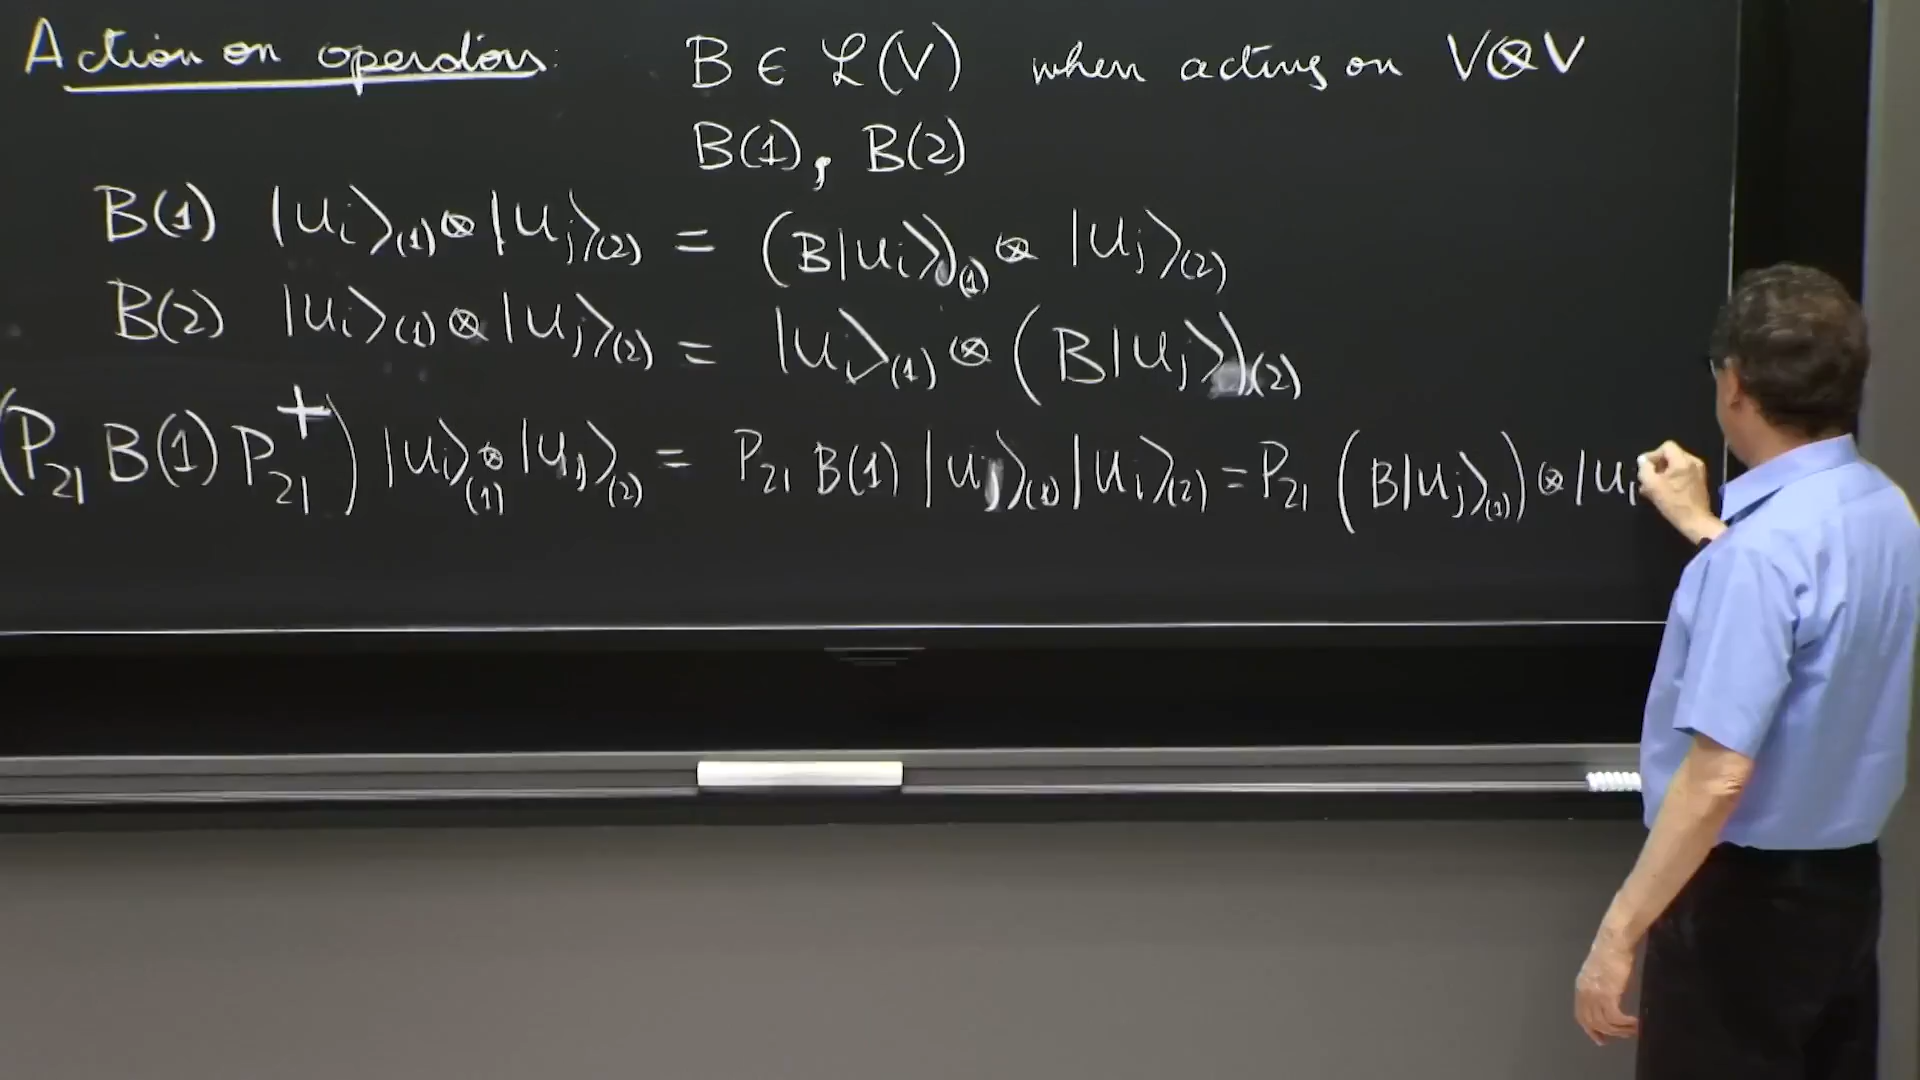 Action on operators: B ∈ ℒ(V) when acting on V⊗V
B(1), B(2)
B(1) |u_i⟩_(1) ⊗ |u_j⟩_(2) = (B|u_i⟩)_(1) ⊗ |u_j⟩_(2)
B(2) |u_i⟩_(1) ⊗ |u_j⟩_(2) = |u_i⟩_(1) ⊗ (B|u_j⟩)_(2)
(P_21 B(1) P_21^†) |u_i⟩_(1) ⊗ |u_j⟩_(2) = P_21 B(1) |u_j⟩_(1) |u_i⟩_(2) = P_21 (B|u_j⟩_(1)) ⊗ |u_i